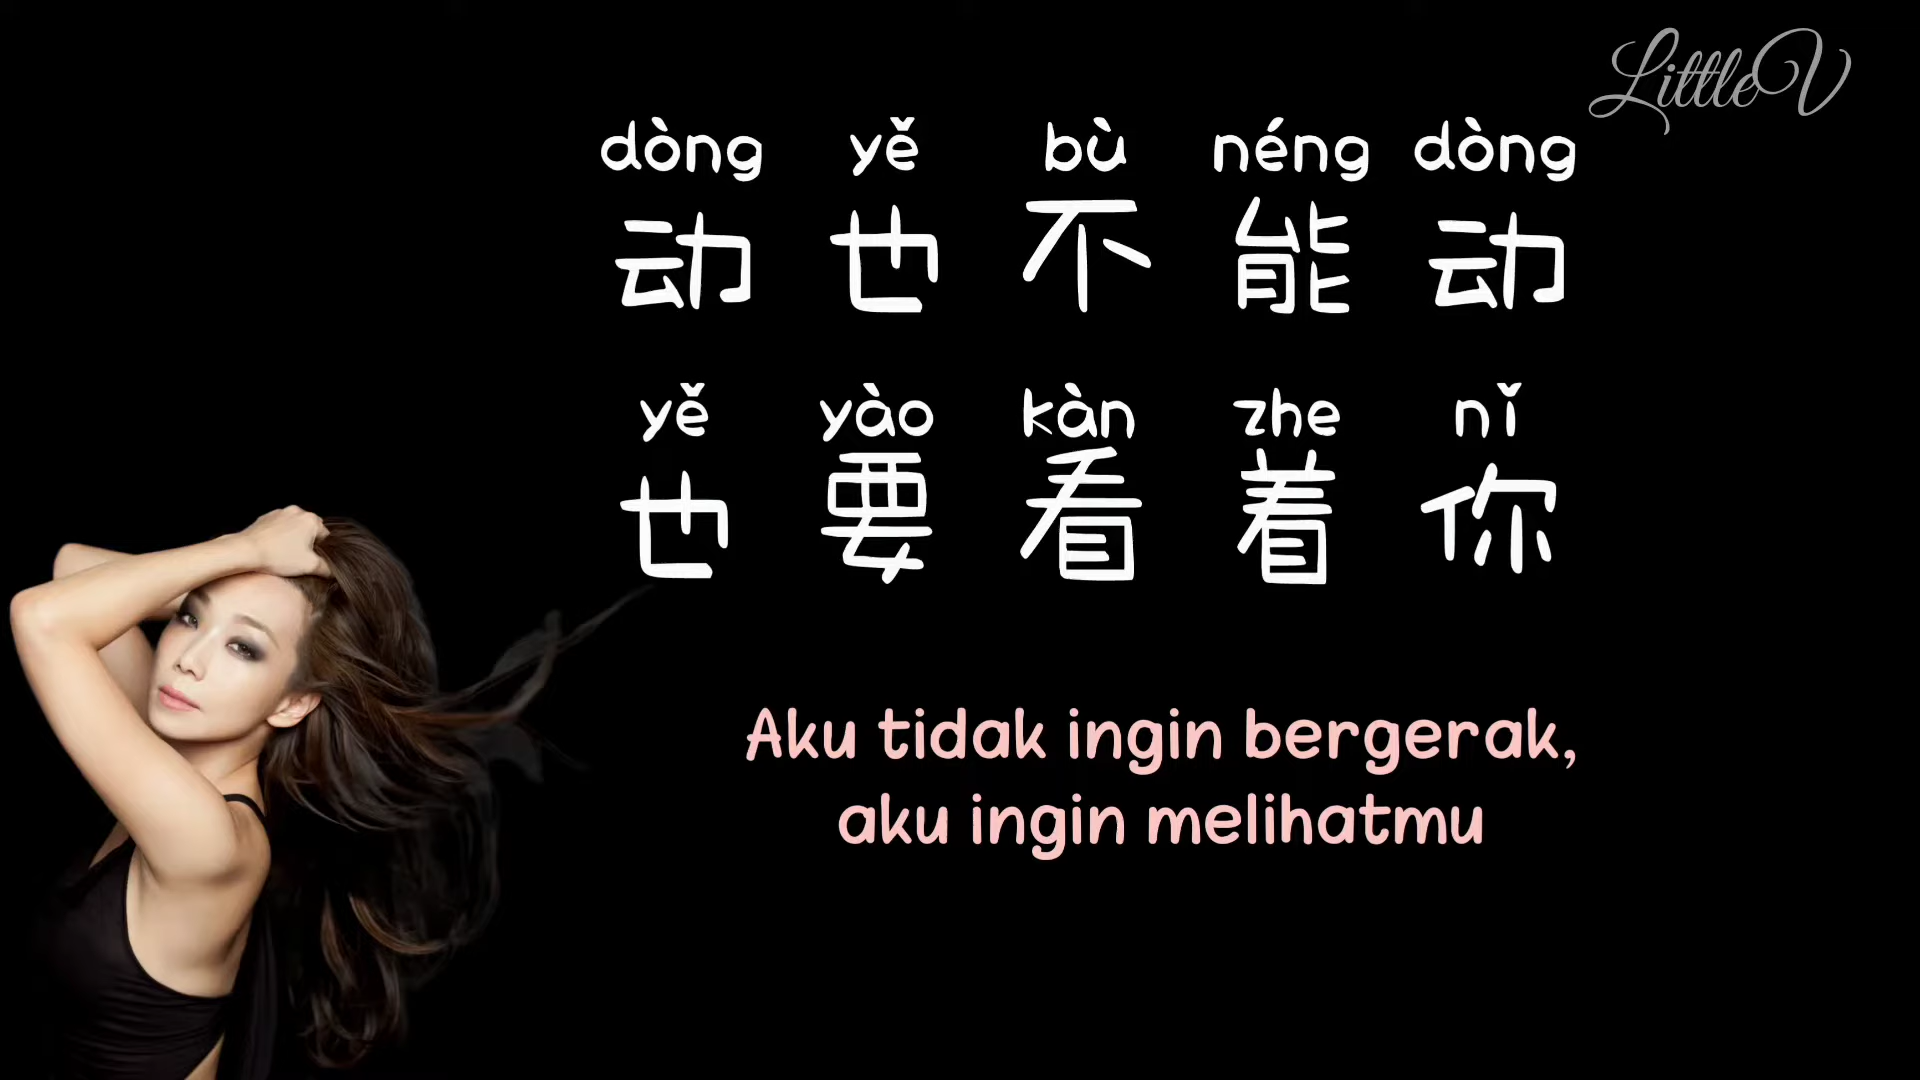 LittleV
dòng yě bù néng dòng
动 也 不 能 动
yě yào kàn zhe nǐ
也 要 看 着 你
Aku tidak ingin bergerak,
aku ingin melihatmu